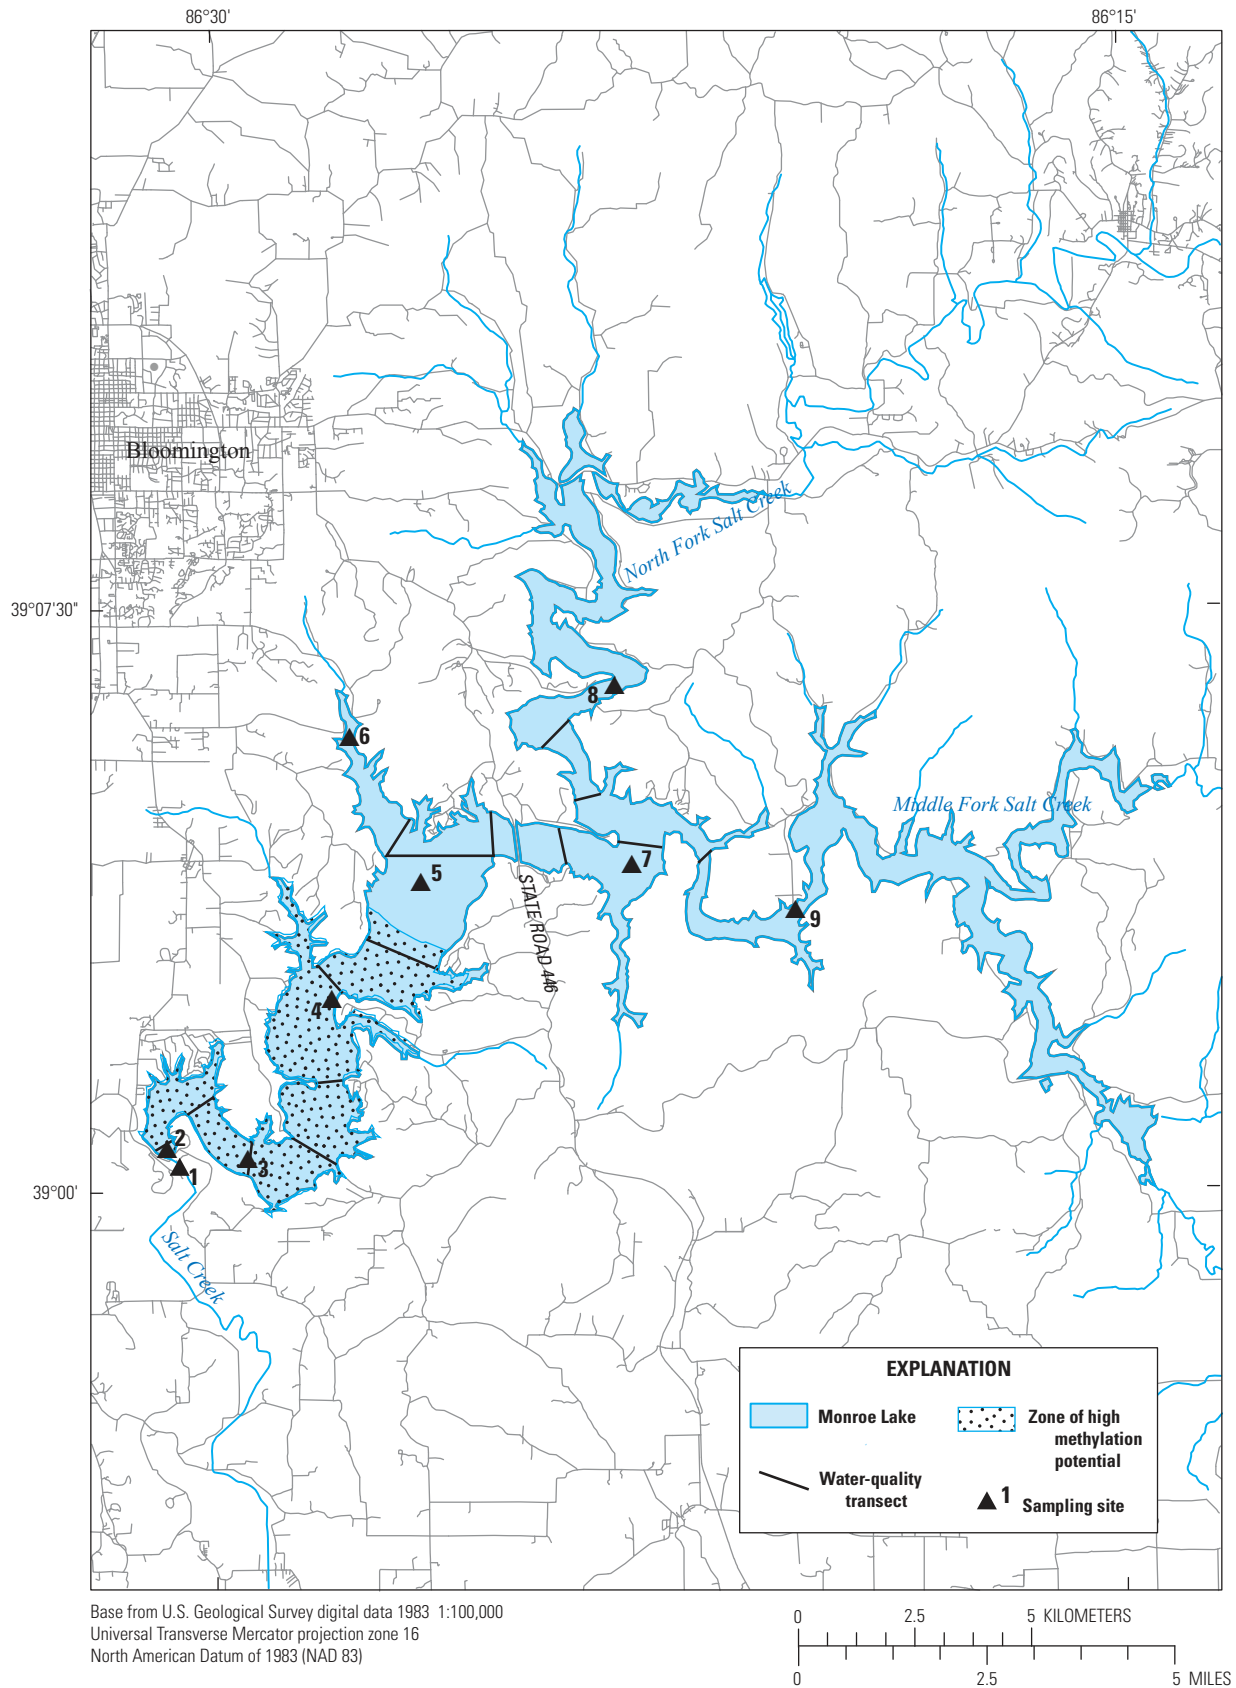 86°30'
86°15'
Bloomington
North Fork Salt Creek
39°07'30"
8
6
Middle Fork Salt Creek
7
5
STATE ROAD 446
9
4
2
3
1
39°00'
Salt Creek
EXPLANATION
Monroe Lake
Zone of high
methylation
potential
Water-quality
transect
1
Sampling site
Base from U.S. Geological Survey digital data 1983 1:100,000
Universal Transverse Mercator projection zone 16
North American Datum of 1983 (NAD 83)
0 2.5 5 KILOMETERS
0 2.5 5 MILES